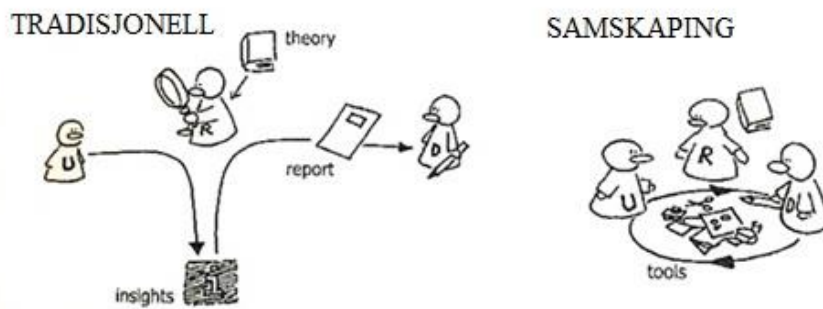 TRADISJONELL
theory
R
U
D
report
insights
SAMSKAPING
R
U
D
tools